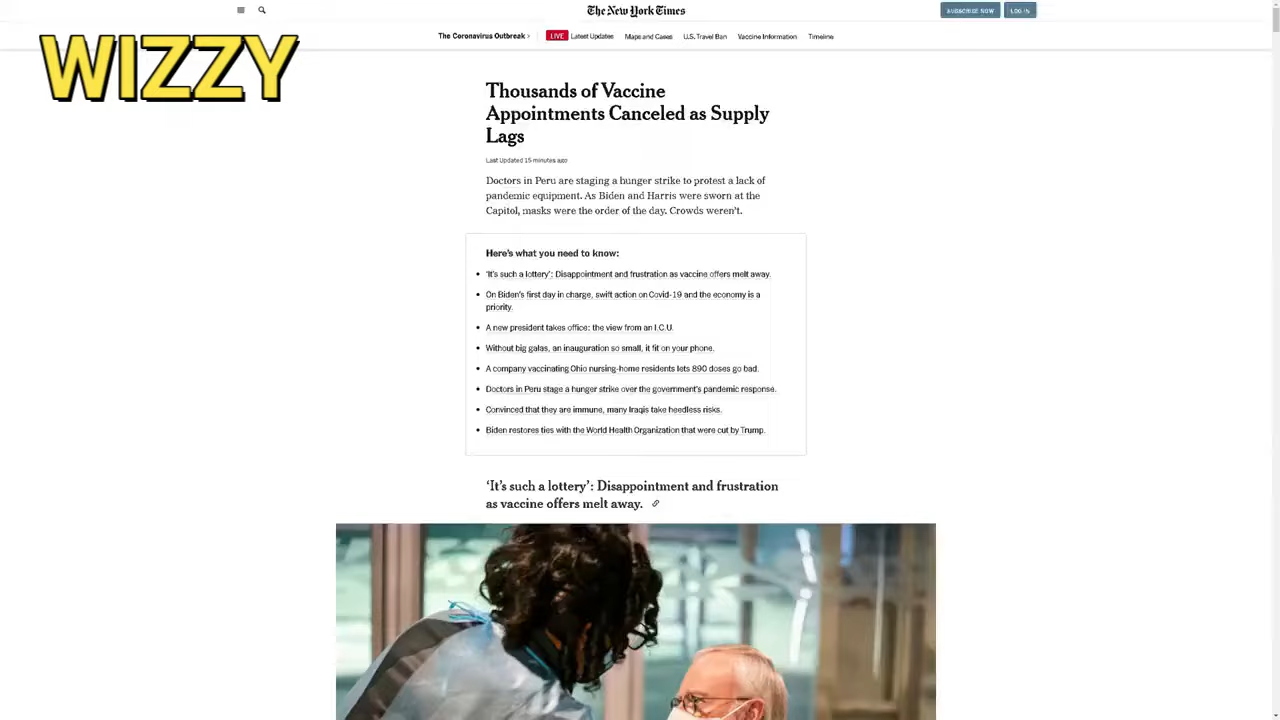 The New York Times
SUBSCRIBE NOW
LOG IN
The Coronavirus Outbreak ›
LIVE Latest Updates
Maps and Cases
U.S. Travel Ban
Vaccine Information
Timeline
WIZZY
Thousands of Vaccine
Appointments Canceled as Supply
Lags
Last Updated 15 minutes ago
Doctors in Peru are staging a hunger strike to protest a lack of
pandemic equipment. As Biden and Harris were sworn at the
Capitol, masks were the order of the day. Crowds weren't.
Here's what you need to know:
• 'It's such a lottery': Disappointment and frustration as vaccine offers melt away.
• On Biden's first day in charge, swift action on Covid-19 and the economy is a
priority.
• A new president takes office: the view from an I.C.U.
• Without big galas, an inauguration so small, it fit on your phone.
• A company vaccinating Ohio nursing-home residents lets 890 doses go bad.
• Doctors in Peru stage a hunger strike over the government's pandemic response.
• Convinced that they are immune, many Iraqis take heedless risks.
• Biden restores ties with the World Health Organization that were cut by Trump.
'It's such a lottery': Disappointment and frustration
as vaccine offers melt away.